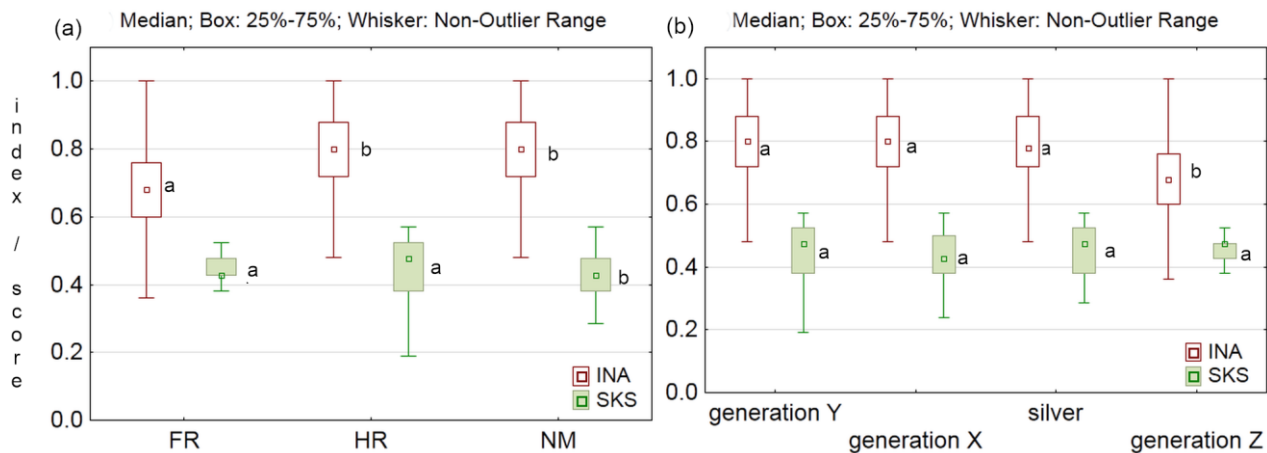 (a) Median; Box: 25%-75%; Whisker: Non-Outlier Range
index / score
1.0
0.8
0.6
0.4
0.2
0.0
a
b
b
a
a
b
INA
SKS
FR HR NM
(b) Median; Box: 25%-75%; Whisker: Non-Outlier Range
1.0
0.8
0.6
0.4
0.2
0.0
a
a
a
b
a
a
a
a
INA
SKS
generation Y silver
generation X generation Z